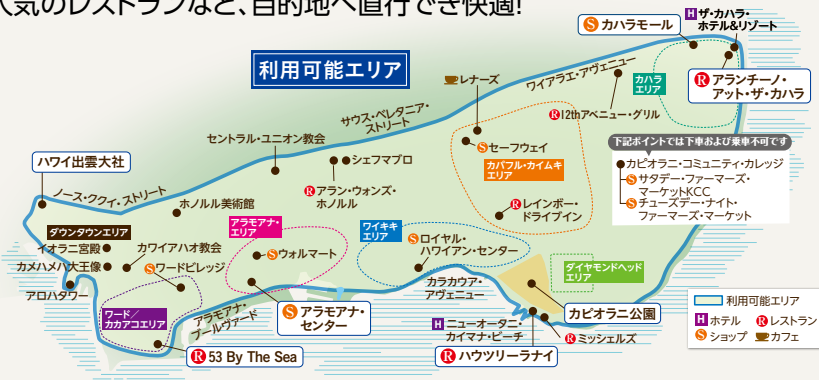 人気のレストランなど、目的地へ直行でき快適!
利用可能エリア
S カハラモール
H ザ・カハラ・
ホテル&リゾート
R アランチーノ・
アット・ザ・カハラ
カハラ
エリア
ワイアラエ・アヴェニュー
R 12thアベニュー・グリル
レナーズ
S セーフウェイ
カパフル・カイムキ
エリア
R レインボー・
ドライブイン
下記ポイントでは下車および乗車不可です
カピオラニ・コミュニティ・カレッジ
S サタデー・ファーマーズ・
マーケットKCC
S チューズデー・ナイト・
ファーマーズ・マーケット
サウス・ベレタニア・
ストリート
セントラル・ユニオン教会
シェフマブロ
R アラン・ウォンズ・
ホノルル
ハワイ出雲大社
ノース・ククイ・ストリート
ホノルル美術館
ダウンタウンエリア
イオラニ宮殿
カメハメハ大王像
アロハタワー
カワイアハオ教会
S ワードビレッジ
ワード/
カカアコエリア
R 53 By The Sea
アラモアナ・
エリア
S ウォルマート
S アラモアナ・
センター
アラモアナ・
ブールヴァード
ワイキキ
エリア
S ロイヤル・
ハワイアン・センター
カラカウア・
アヴェニュー
ダイヤモンドヘッド
エリア
カピオラニ公園
H ニューオータニ・
カイマナ・ビーチ
R ハウツリーラナイ
R ミッシェルズ
利用可能エリア
H ホテル R レストラン
S ショップ カフェ